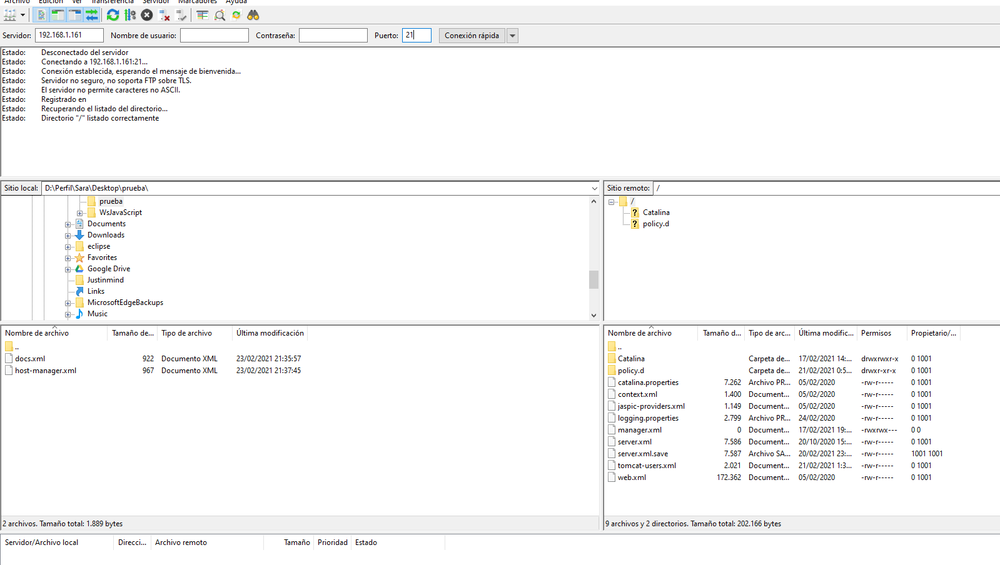 Archivo Edición Ver Transferencia Servidor Marcadores Ayuda
Servidor: 192.168.1.161 Nombre de usuario: Contraseña: Puerto: 21 Conexión rápida
Estado: Desconectado del servidor
Estado: Conectando a 192.168.1.161:21...
Estado: Conexión establecida, esperando el mensaje de bienvenida...
Estado: Servidor no seguro, no soporta FTP sobre TLS.
Estado: El servidor no permite caracteres no ASCII.
Estado: Registrado en
Estado: Recuperando el listado del directorio...
Estado: Directorio "/" listado correctamente
Sitio local: D:\Perfil\Sara\Desktop\prueba\
prueba
WsJavaScript
Documents
Downloads
eclipse
Favorites
Google Drive
Justinmind
Links
MicrosoftEdgeBackups
Music
Sitio remoto: /
/
Catalina
policy.d
Nombre de archivo Tamaño de... Tipo de archivo Última modificación
..
docs.xml 922 Documento XML 23/02/2021 21:35:57
host-manager.xml 967 Documento XML 23/02/2021 21:37:45
2 archivos. Tamaño total: 1.889 bytes
Nombre de archivo Tamaño d... Tipo de arc... Última modific... Permisos Propietario/...
..
Catalina Carpeta de... 17/02/2021 14:... drwxrwxr-x 0 1001
policy.d Carpeta de... 21/02/2021 0:5... drwxr-xr-x 0 1001
catalina.properties 7.262 Archivo PR... 05/02/2020 -rw-r----- 0 1001
context.xml 1.400 Document... 05/02/2020 -rw-r----- 0 1001
jaspic-providers.xml 1.149 Document... 05/02/2020 -rw-r----- 0 1001
logging.properties 2.799 Archivo PR... 24/02/2020 -rw-r----- 0 1001
manager.xml 0 Document... 17/02/2021 19:... -rwxrwx--- 0 0
server.xml 7.586 Document... 20/10/2020 15:... -rw-r----- 0 1001
server.xml.save 7.587 Archivo SA... 20/02/2021 23:... -rw-r----- 1001 1001
tomcat-users.xml 2.021 Document... 21/02/2021 1:3... -rw-r----- 0 1001
web.xml 172.362 Document... 05/02/2020 -rw-r----- 0 1001
9 archivos y 2 directorios. Tamaño total: 202.166 bytes
Servidor/Archivo local Direcci... Archivo remoto Tamaño Prioridad Estado